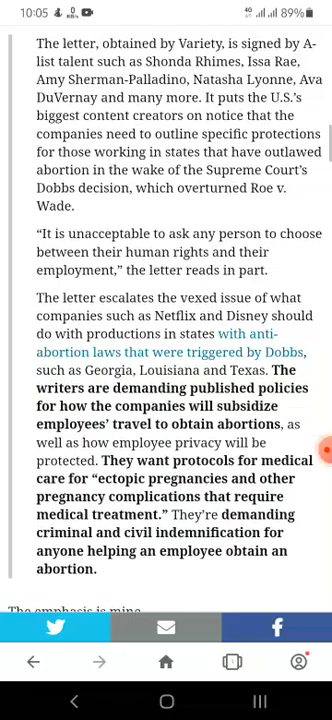 10:05
0
KB/s
4G
89%
The letter, obtained by Variety, is signed by A-
list talent such as Shonda Rhimes, Issa Rae,
Amy Sherman-Palladino, Natasha Lyonne, Ava
DuVernay and many more. It puts the U.S.’s
biggest content creators on notice that the
companies need to outline specific protections
for those working in states that have outlawed
abortion in the wake of the Supreme Court’s
Dobbs decision, which overturned Roe v.
Wade.
“It is unacceptable to ask any person to choose
between their human rights and their
employment,” the letter reads in part.
The letter escalates the vexed issue of what
companies such as Netflix and Disney should
do with productions in states with anti-
abortion laws that were triggered by Dobbs,
such as Georgia, Louisiana and Texas. The
writers are demanding published policies
for how the companies will subsidize
employees’ travel to obtain abortions, as
well as how employee privacy will be
protected. They want protocols for medical
care for “ectopic pregnancies and other
pregnancy complications that require
medical treatment.” They’re demanding
criminal and civil indemnification for
anyone helping an employee obtain an
abortion.
The emphasis is mine